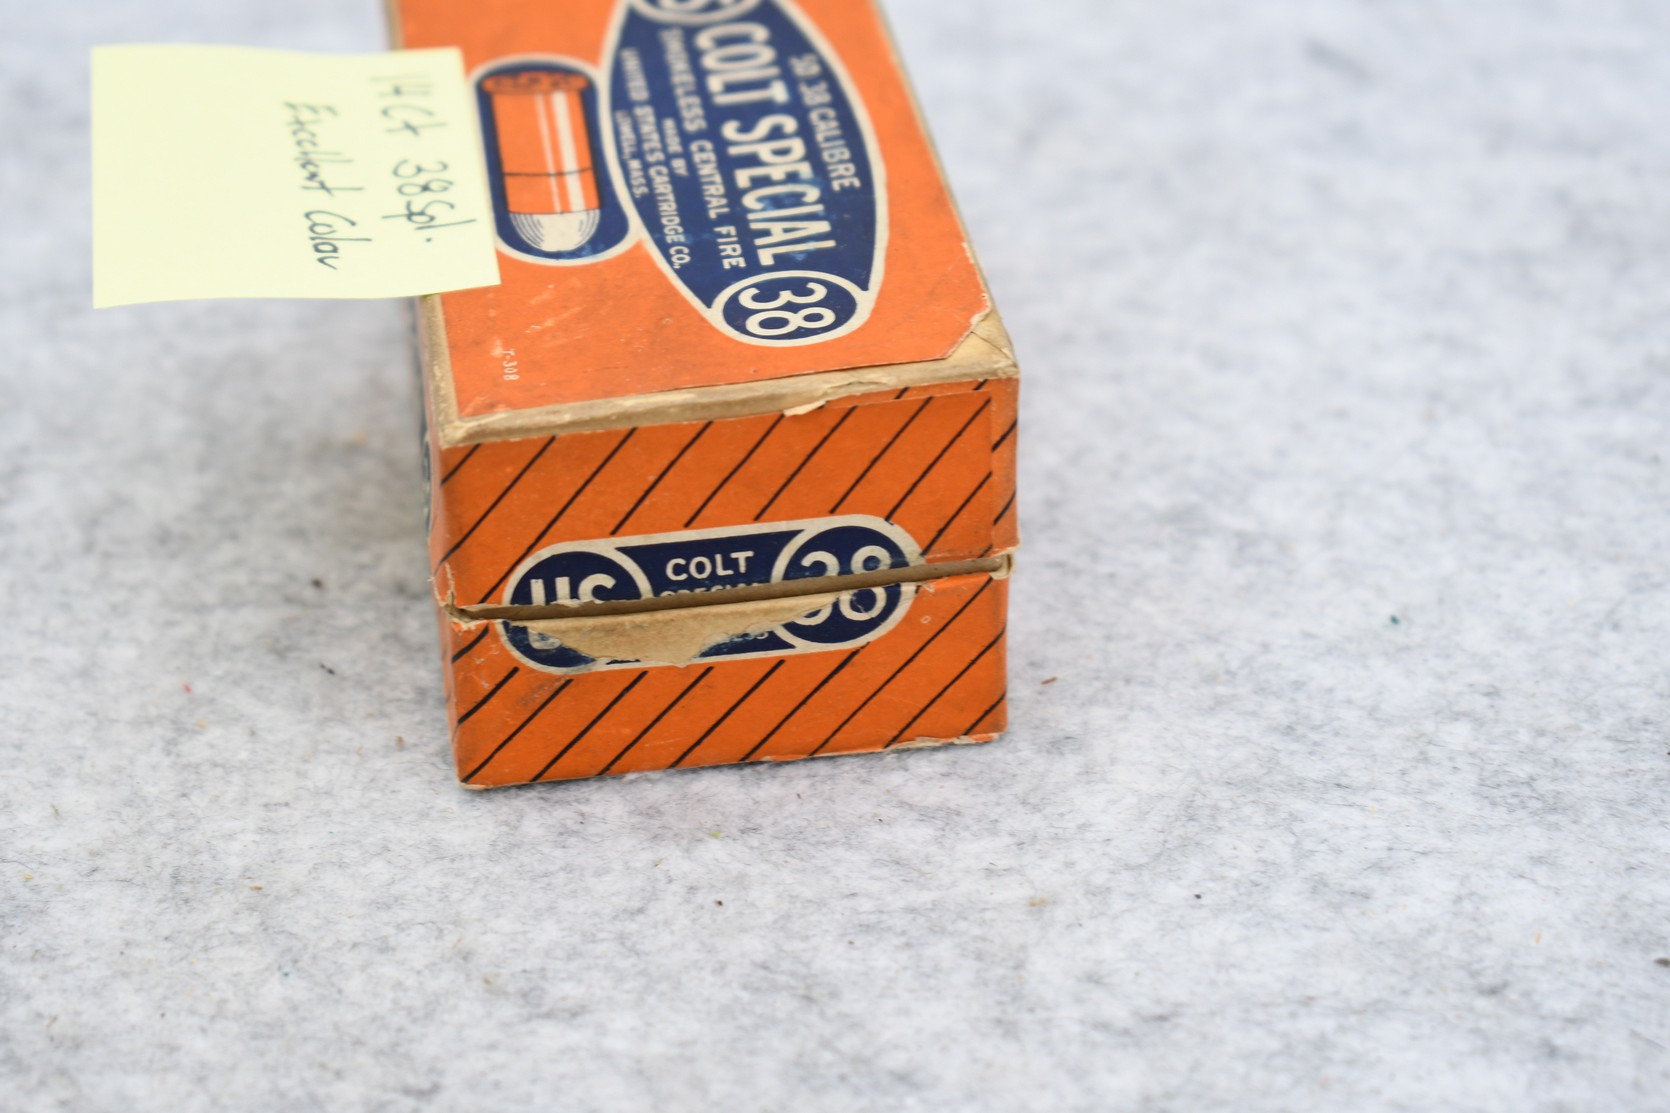 14 Ct 38 Spl.
Excellent Color
50 .38 CALIBRE
COLT SPECIAL
SMOKELESS CENTRAL FIRE
MADE BY
UNITED STATES CARTRIDGE CO.,
LOWELL, MASS.
38
T-308
US
COLT
38